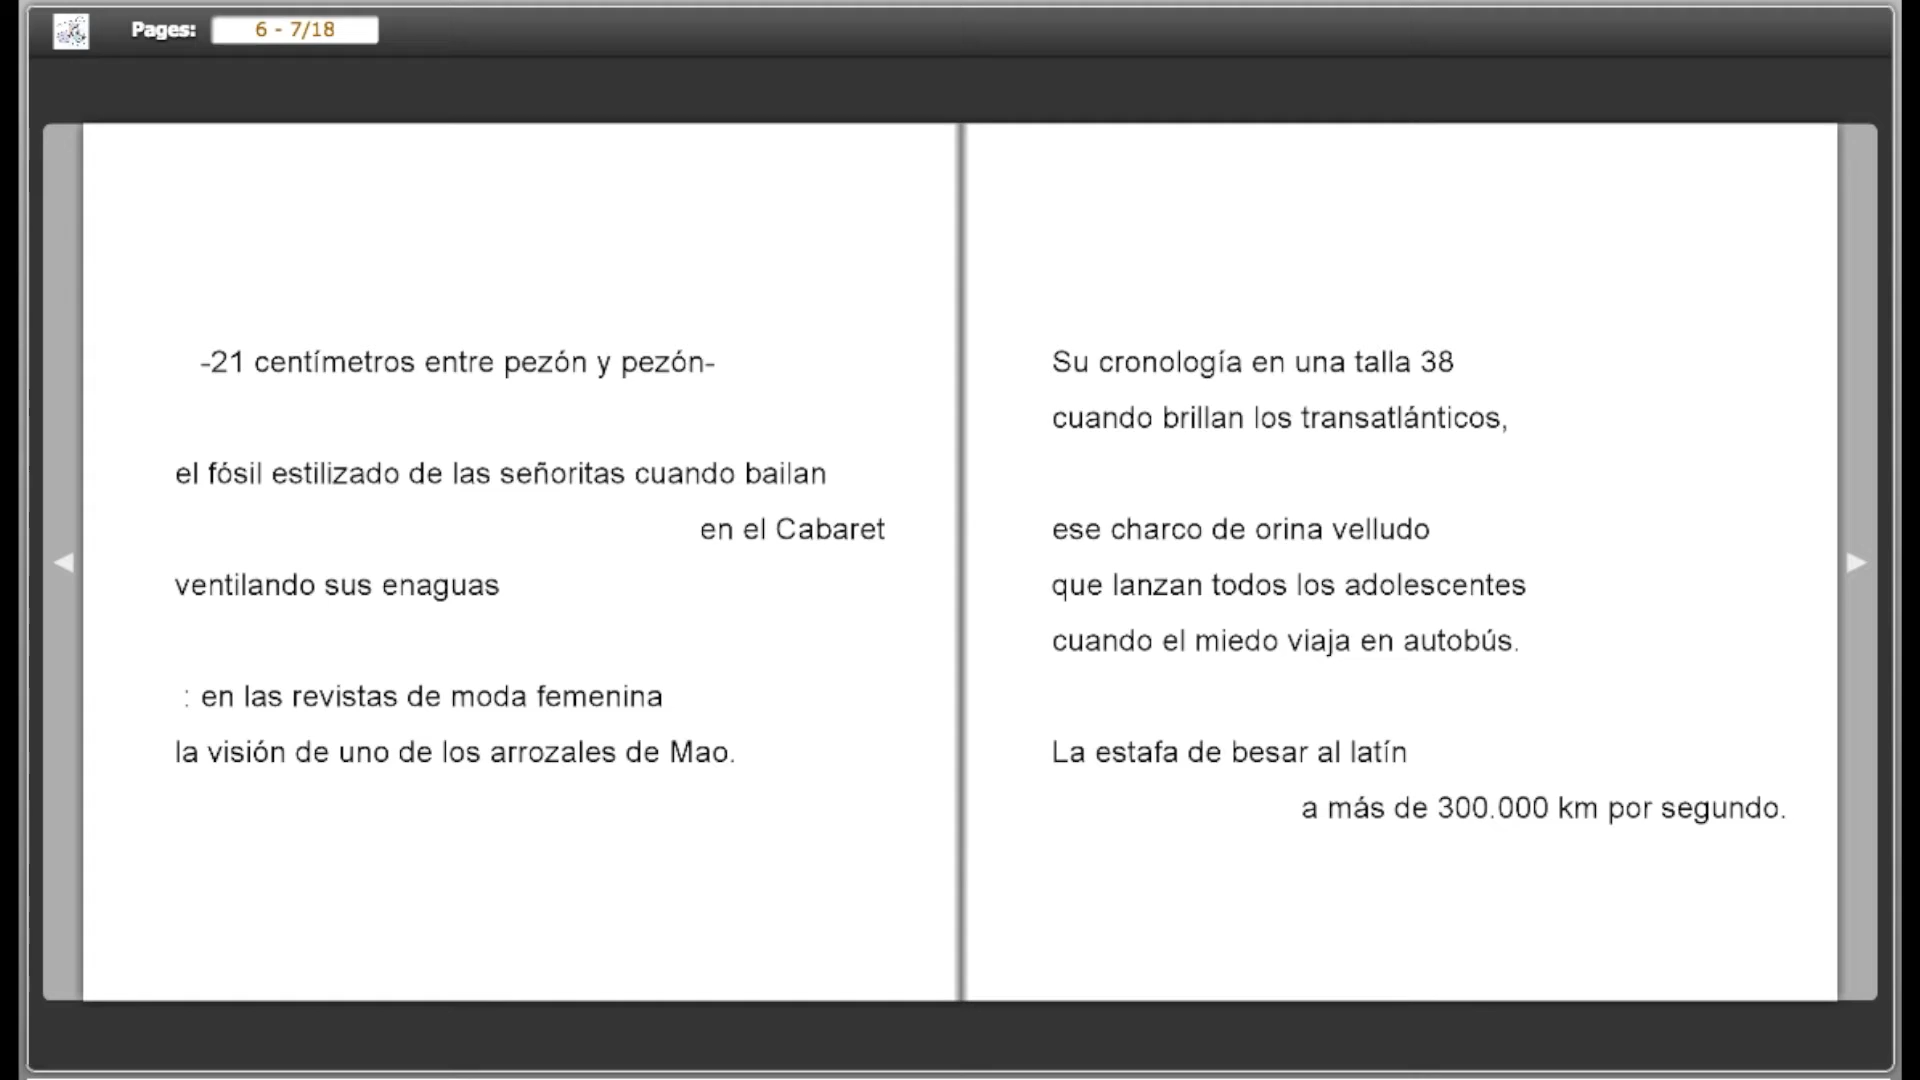 Pages: 6 - 7/18
-21 centímetros entre pezón y pezón-
el fósil estilizado de las señoritas cuando bailan
en el Cabaret
ventilando sus enaguas
: en las revistas de moda femenina
la visión de uno de los arrozales de Mao.
Su cronología en una talla 38
cuando brillan los transatlánticos,
ese charco de orina velludo
que lanzan todos los adolescentes
cuando el miedo viaja en autobús.
La estafa de besar al latín
a más de 300.000 km por segundo.